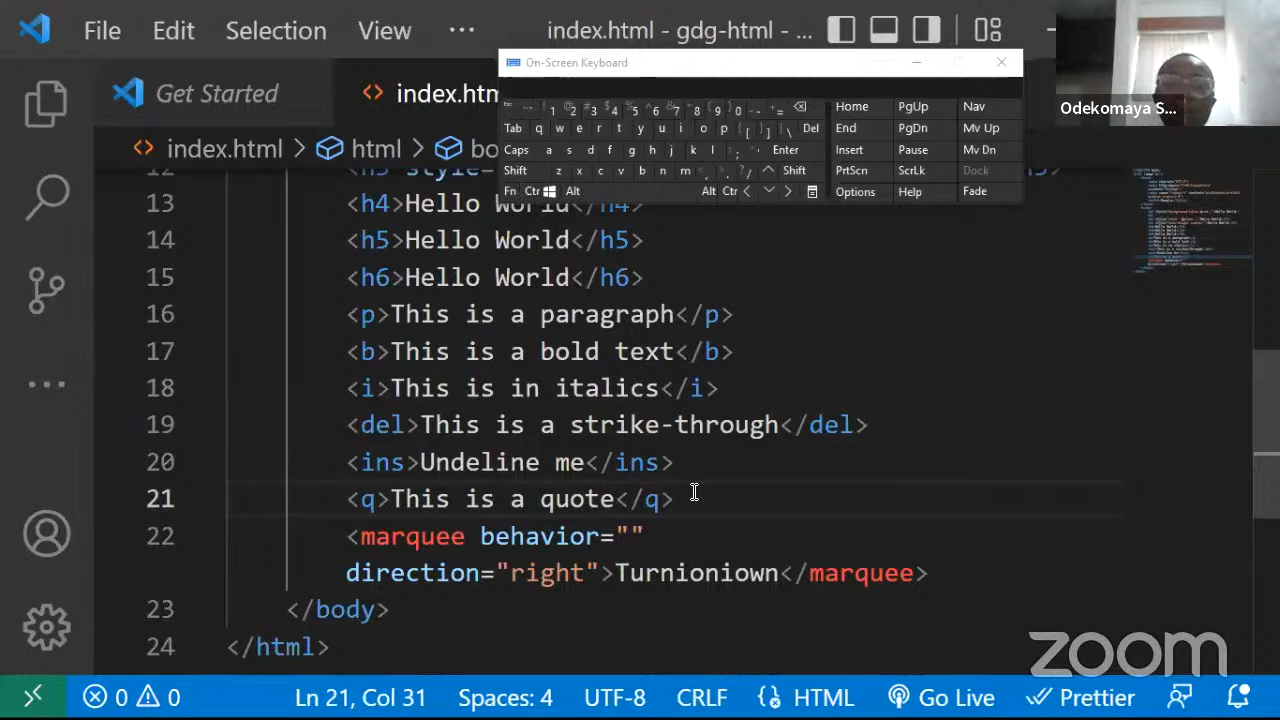 File Edit Selection View ··· index.html - gdg-html - ...
On-Screen Keyboard
Get Started
index.htm
Odekomaya S...
index.html > html > bo
Home PgUp Nav
Tab q w e r t y u i o p [ ] \ Del End PgDn Mv Up
Caps a s d f g h j k l ; ' Enter Insert Pause Mv Dn
Shift z x c v b n m Shift PrtScn ScrLk Dock
Fn Ctr Alt Alt Ctr Options Help Fade
13 <h4>Hello World</h4>
14 <h5>Hello World</h5>
15 <h6>Hello World</h6>
16 <p>This is a paragraph</p>
17 <b>This is a bold text</b>
18 <i>This is in italics</i>
19 <del>This is a strike-through</del>
20 <ins>Undeline me</ins>
21 <q>This is a quote</q>
22 <marquee behavior=""
direction="right">Turnioniown</marquee>
23 </body>
24 </html>
zoom
0 0 Ln 21, Col 31 Spaces: 4 UTF-8 CRLF HTML Go Live Prettier